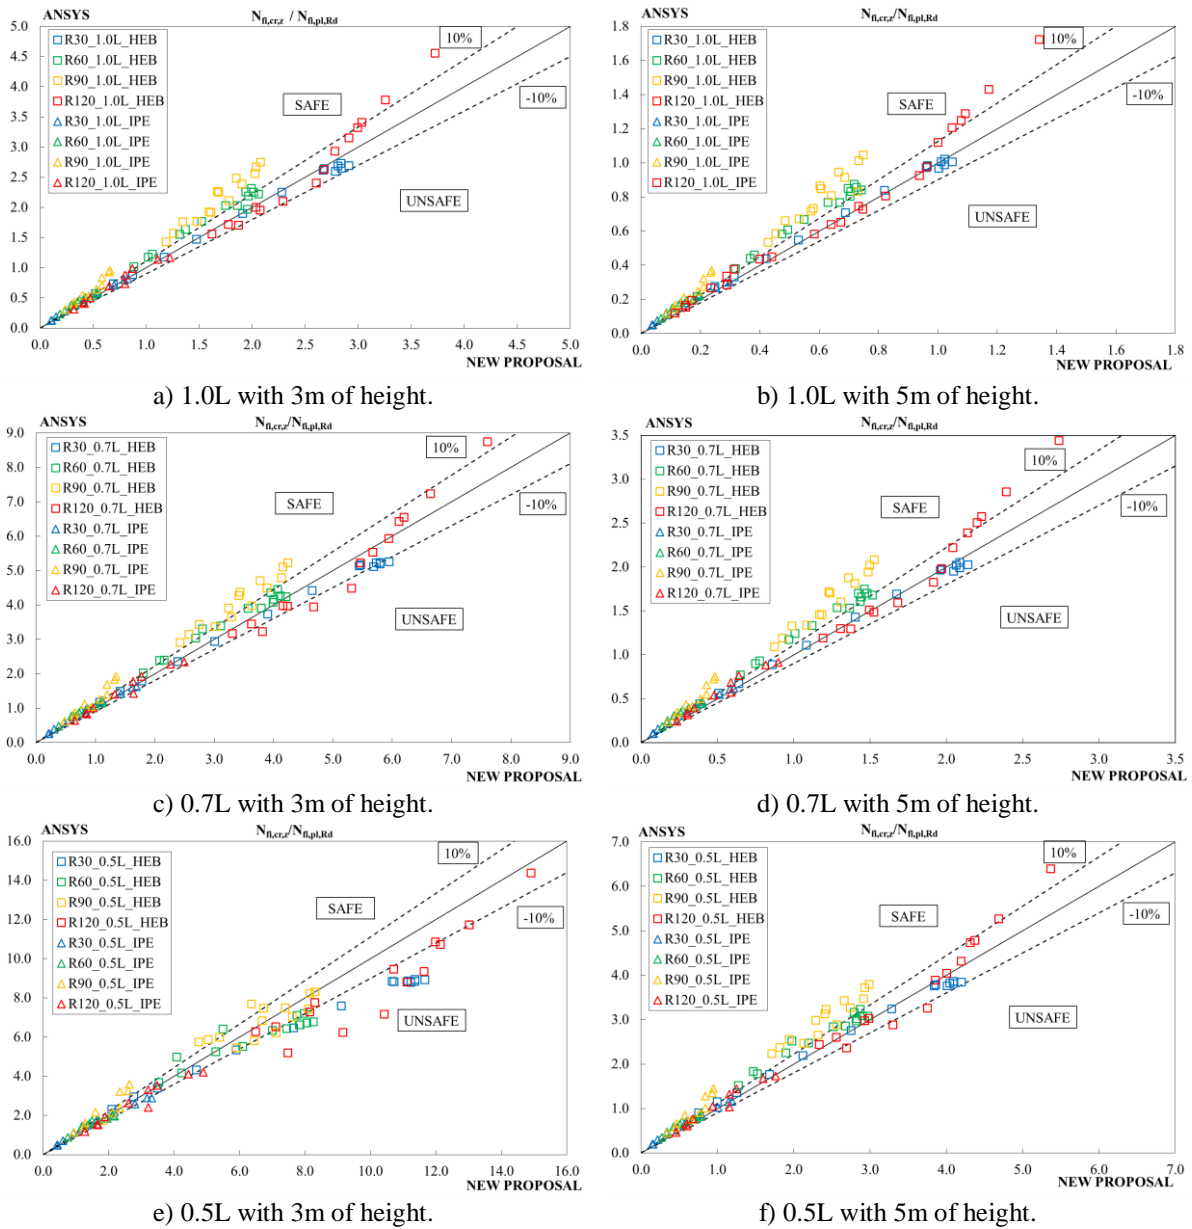 ANSYS N_fi,cr,z / N_fi,pl,Rd
5.0
4.5
4.0
3.5
3.0
2.5
2.0
1.5
1.0
0.5
0.0
R30_1.0L_HEB
R60_1.0L_HEB
R90_1.0L_HEB
R120_1.0L_HEB
R30_1.0L_IPE
R60_1.0L_IPE
R90_1.0L_IPE
R120_1.0L_IPE
10%
SAFE
-10%
UNSAFE
0.0 0.5 1.0 1.5 2.0 2.5 3.0 3.5 4.0 4.5 5.0
NEW PROPOSAL
a) 1.0L with 3m of height.
ANSYS N_fi,cr,z/N_fi,pl,Rd
1.8
1.6
1.4
1.2
1.0
0.8
0.6
0.4
0.2
0.0
R30_1.0L_HEB
R60_1.0L_HEB
R90_1.0L_HEB
R120_1.0L_HEB
R30_1.0L_IPE
R60_1.0L_IPE
R90_1.0L_IPE
R120_1.0L_IPE
10%
SAFE
-10%
UNSAFE
0.0 0.2 0.4 0.6 0.8 1.0 1.2 1.4 1.6 1.8
NEW PROPOSAL
b) 1.0L with 5m of height.
ANSYS N_fi,cr,z/N_fi,pl,Rd
9.0
8.0
7.0
6.0
5.0
4.0
3.0
2.0
1.0
0.0
R30_0.7L_HEB
R60_0.7L_HEB
R90_0.7L_HEB
R120_0.7L_HEB
R30_0.7L_IPE
R60_0.7L_IPE
R90_0.7L_IPE
R120_0.7L_IPE
10%
SAFE
-10%
UNSAFE
0.0 1.0 2.0 3.0 4.0 5.0 6.0 7.0 8.0 9.0
NEW PROPOSAL
c) 0.7L with 3m of height.
ANSYS N_fi,cr,z/N_fi,pl,Rd
3.5
3.0
2.5
2.0
1.5
1.0
0.5
0.0
R30_0.7L_HEB
R60_0.7L_HEB
R90_0.7L_HEB
R120_0.7L_HEB
R30_0.7L_IPE
R60_0.7L_IPE
R90_0.7L_IPE
R120_0.7L_IPE
10%
SAFE
-10%
UNSAFE
0.0 0.5 1.0 1.5 2.0 2.5 3.0 3.5
NEW PROPOSAL
d) 0.7L with 5m of height.
ANSYS N_fi,cr,z/N_fi,pl,Rd
16.0
14.0
12.0
10.0
8.0
6.0
4.0
2.0
0.0
R30_0.5L_HEB
R60_0.5L_HEB
R90_0.5L_HEB
R120_0.5L_HEB
R30_0.5L_IPE
R60_0.5L_IPE
R90_0.5L_IPE
R120_0.5L_IPE
10%
SAFE
-10%
UNSAFE
0.0 2.0 4.0 6.0 8.0 10.0 12.0 14.0 16.0
NEW PROPOSAL
e) 0.5L with 3m of height.
ANSYS N_fi,cr,z/N_fi,pl,Rd
7.0
6.0
5.0
4.0
3.0
2.0
1.0
0.0
R30_0.5L_HEB
R60_0.5L_HEB
R90_0.5L_HEB
R120_0.5L_HEB
R30_0.5L_IPE
R60_0.5L_IPE
R90_0.5L_IPE
R120_0.5L_IPE
10%
SAFE
-10%
UNSAFE
0.0 1.0 2.0 3.0 4.0 5.0 6.0 7.0
NEW PROPOSAL
f) 0.5L with 5m of height.